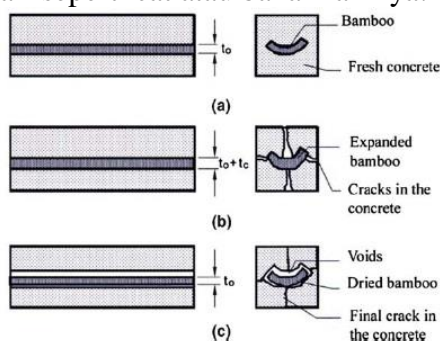 t₀
Bamboo
Fresh concrete
(a)
t₀+t꜀
Expanded
bamboo
Cracks in the
concrete
(b)
t₀
Voids
Dried bamboo
Final crack in
the concrete
(c)